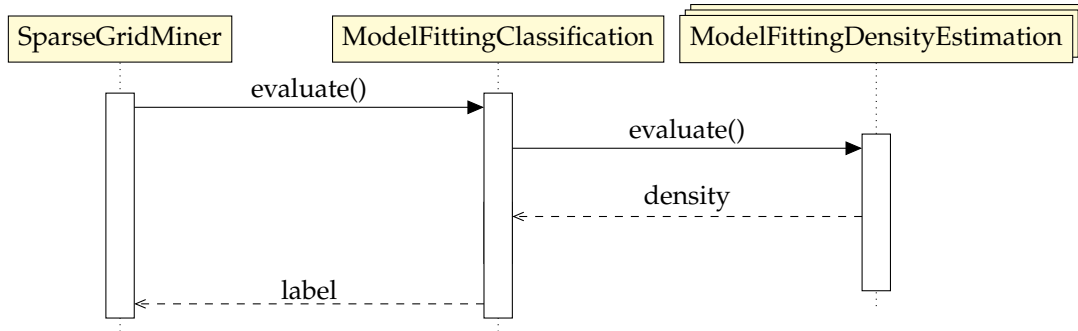 SparseGridMiner
ModelFittingClassification
ModelFittingDensityEstimation
evaluate()
evaluate()
density
label